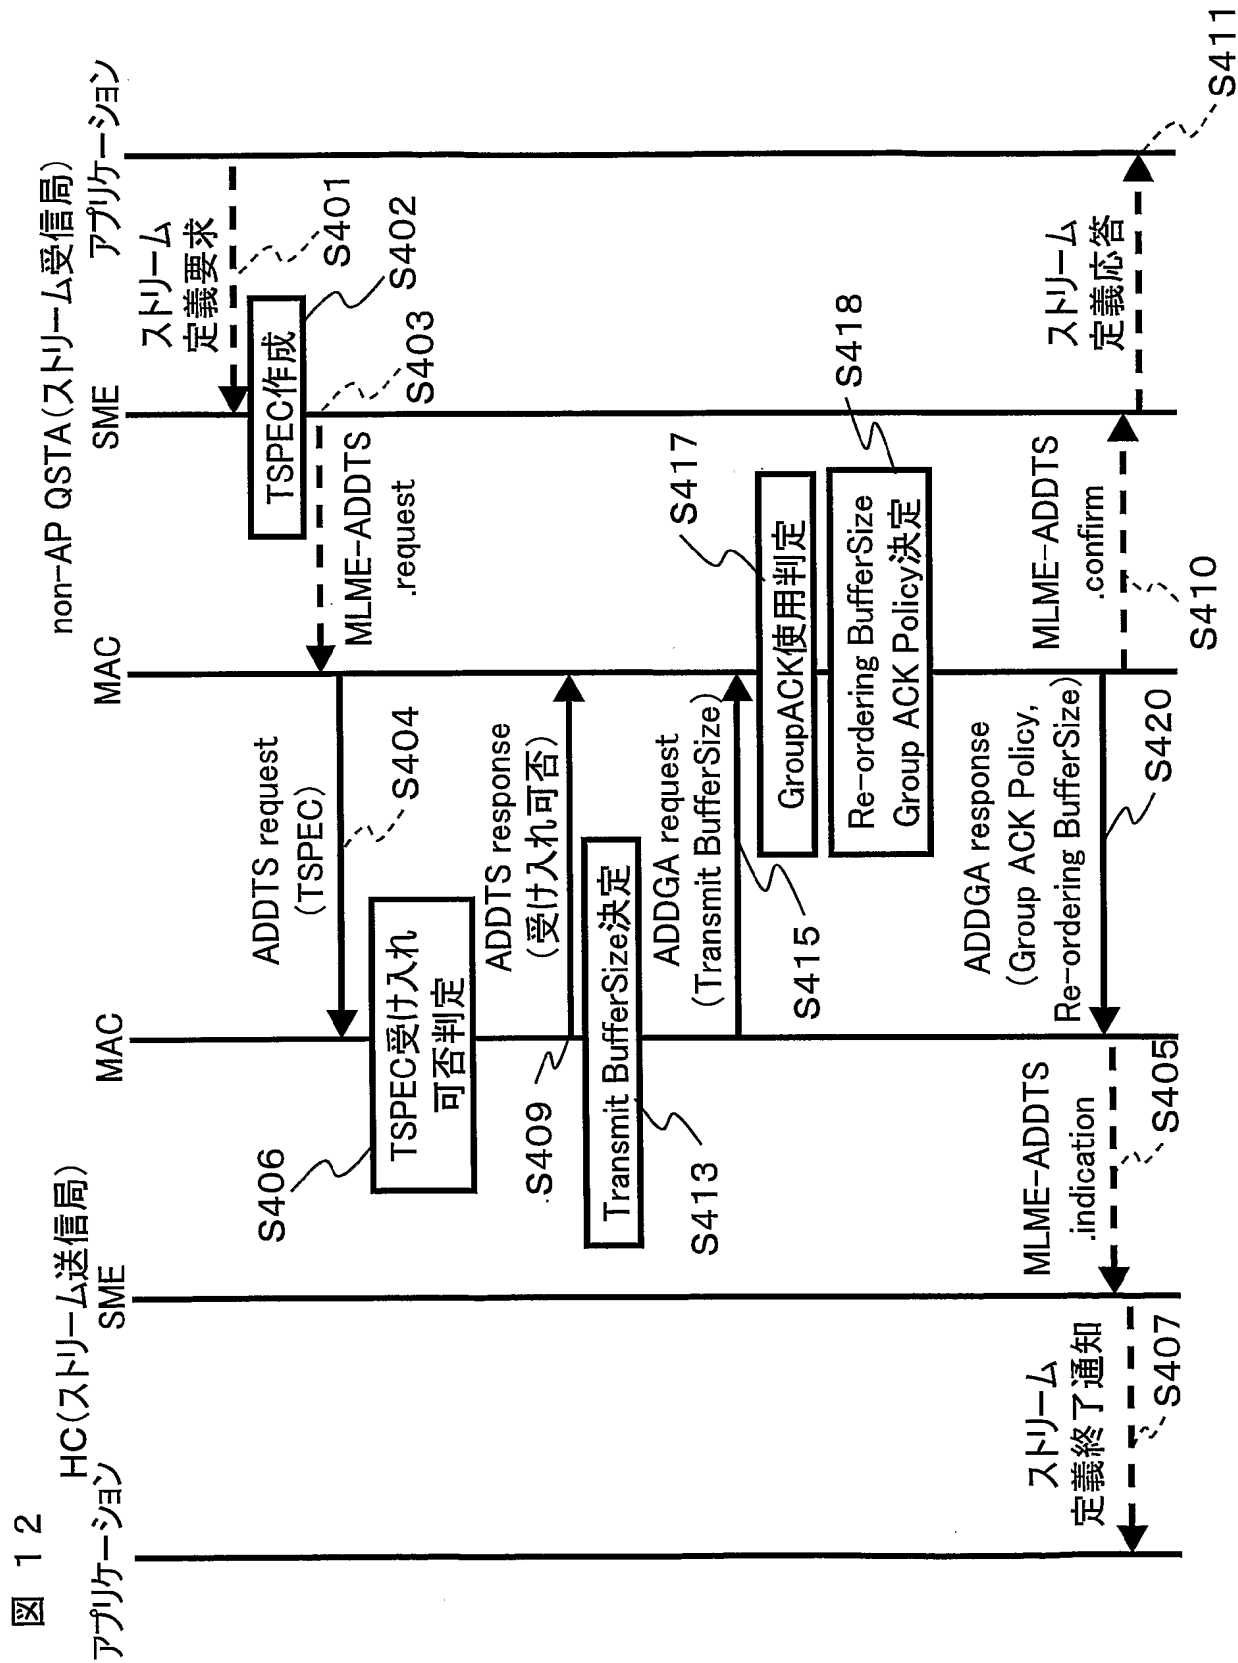 図 12
HC(ストリーム送信局)
non-AP QSTA(ストリーム受信局)
アプリケーション
SME
MAC
MAC
SME
アプリケーション
ストリーム
定義要求
S401
TSPEC作成
S402
S403
MLME-ADDTS
.request
ADDTS request
(TSPEC)
S404
S406
TSPEC受け入れ
可否判定
ADDTS response
(受け入れ可否)
S409
Transmit BufferSize決定
S413
ADDGA request
(Transmit BufferSize)
S415
GroupACK使用判定
S417
Re-ordering BufferSize
Group ACK Policy決定
S418
ADDGA response
(Group ACK Policy,
Re-ordering BufferSize)
S420
MLME-ADDTS
.indication
S405
ストリーム
定義終了通知
S407
MLME-ADDTS
.confirm
S410
ストリーム
定義応答
S411